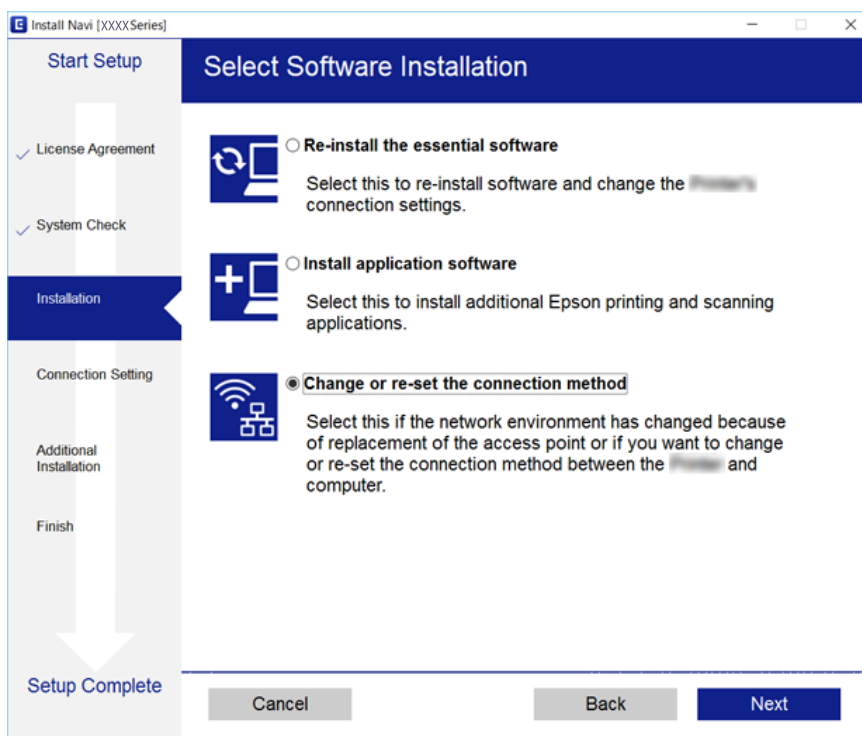 Install Navi [XXXX Series]
Start Setup
Select Software Installation
License Agreement
System Check
Installation
Connection Setting
Additional
Installation
Finish
Setup Complete
Re-install the essential software
Select this to re-install software and change the
connection settings.
Install application software
Select this to install additional Epson printing and scanning
applications.
Change or re-set the connection method
Select this if the network environment has changed because
of replacement of the access point or if you want to change
or re-set the connection method between the and
computer.
Cancel
Back
Next